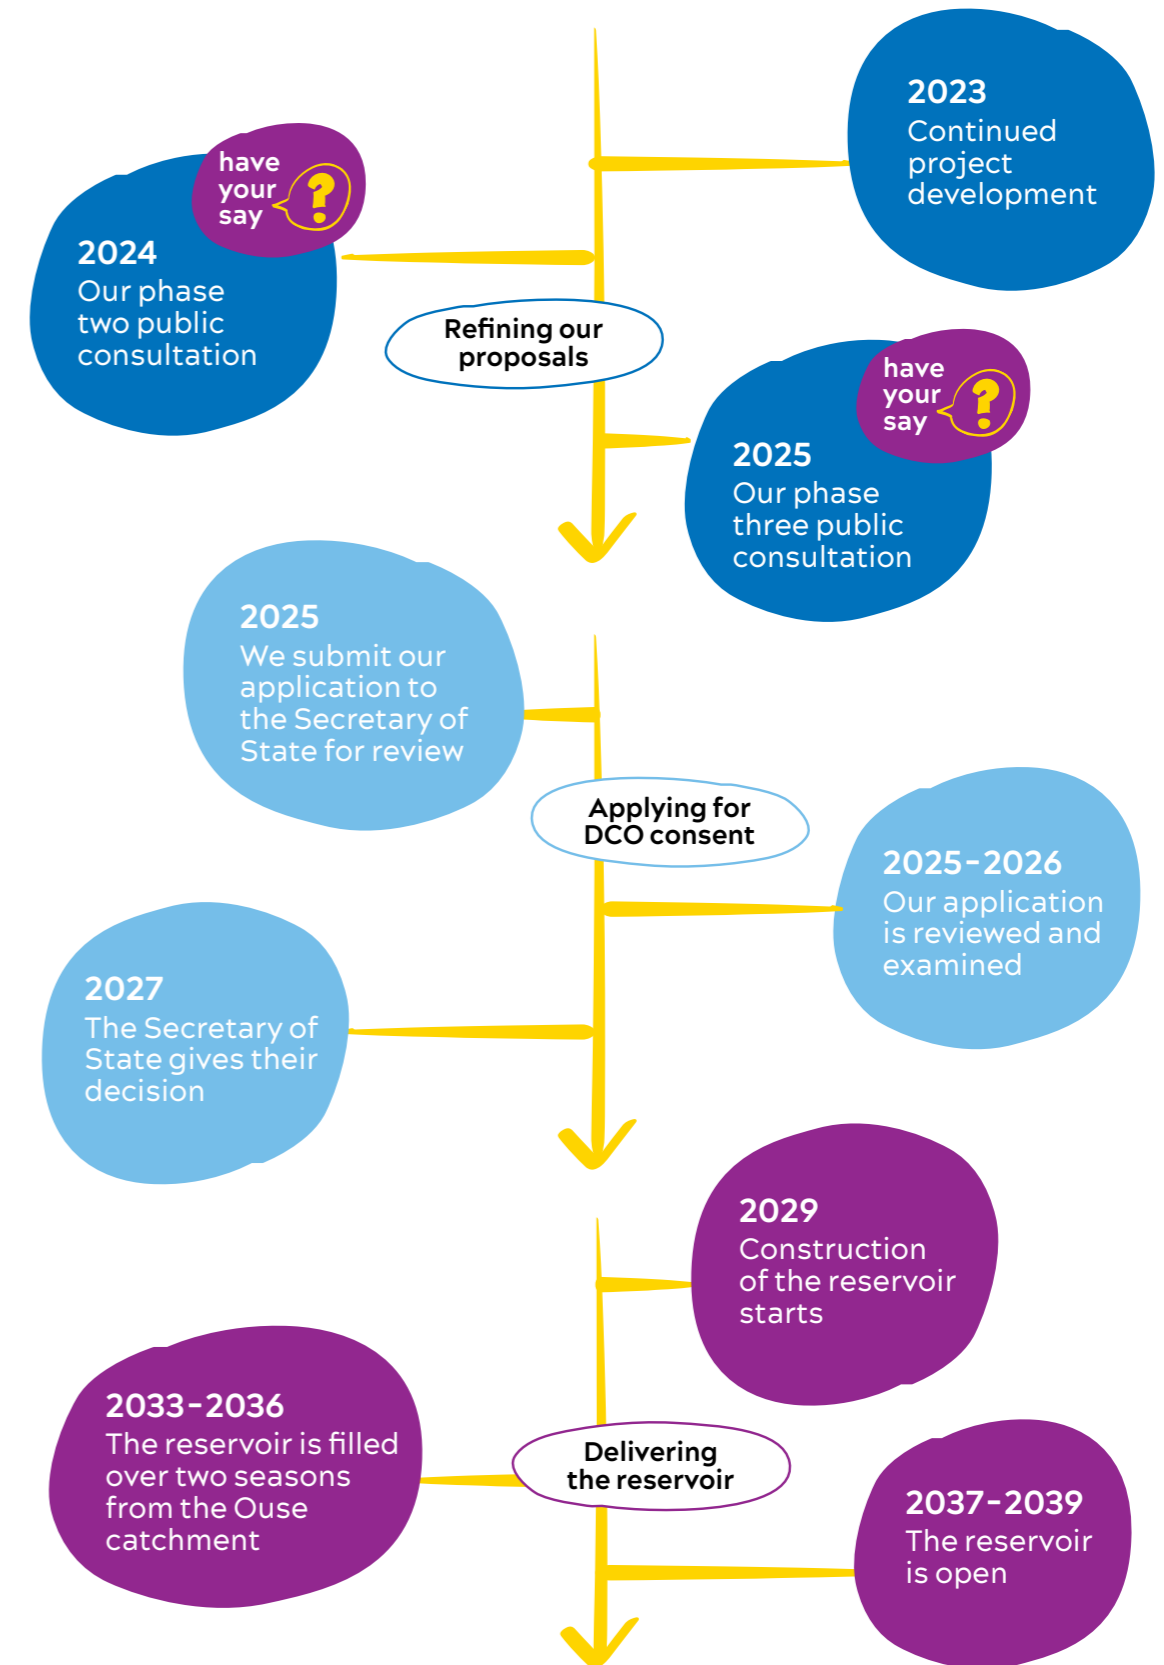 2023
Continued
project
development
have
your
say
?
2024
Our phase
two public
consultation
Refining our
proposals
have
your
say
?
2025
Our phase
three public
consultation
2025
We submit our
application to
the Secretary of
State for review
Applying for
DCO consent
2025-2026
Our application
is reviewed and
examined
2027
The Secretary of
State gives their
decision
2029
Construction
of the reservoir
starts
2033-2036
The reservoir is filled
over two seasons
from the Ouse
catchment
Delivering
the reservoir
2037-2039
The reservoir
is open